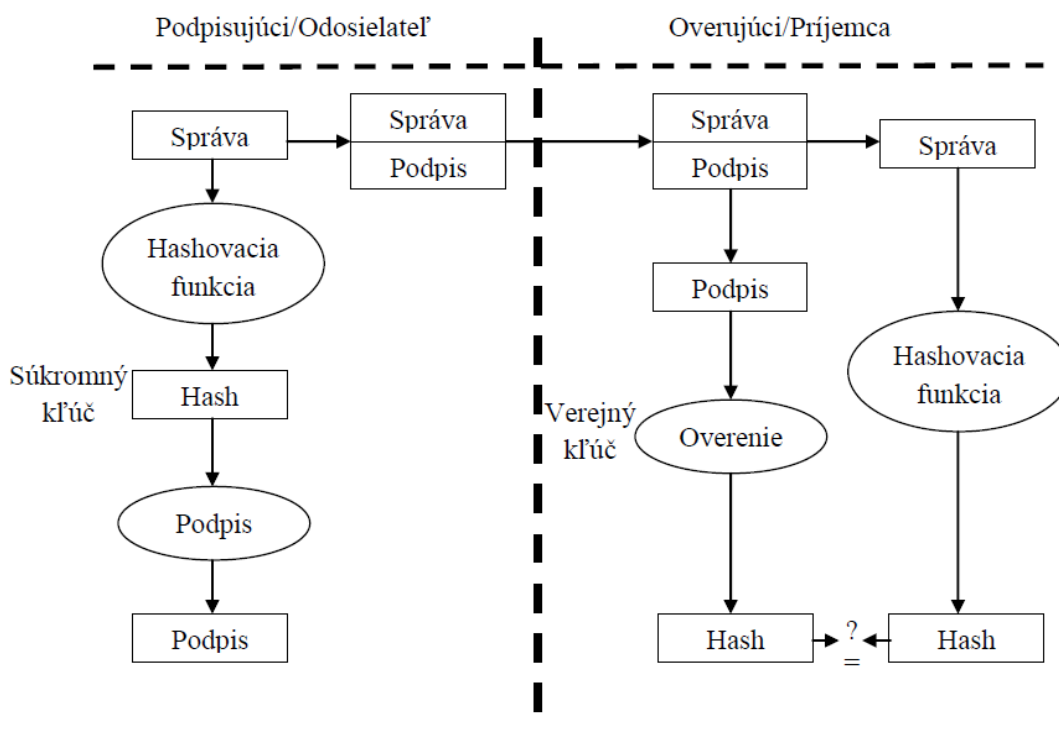 Podpisujúci/Odosielateľ
Overujúci/Príjemca
Správa
Správa
Podpis
Hashovacia
funkcia
Súkromný
kľúč
Hash
Podpis
Podpis
Správa
Podpis
Podpis
Verejný
kľúč
Overenie
Hash
?
=
Správa
Hashovacia
funkcia
Hash